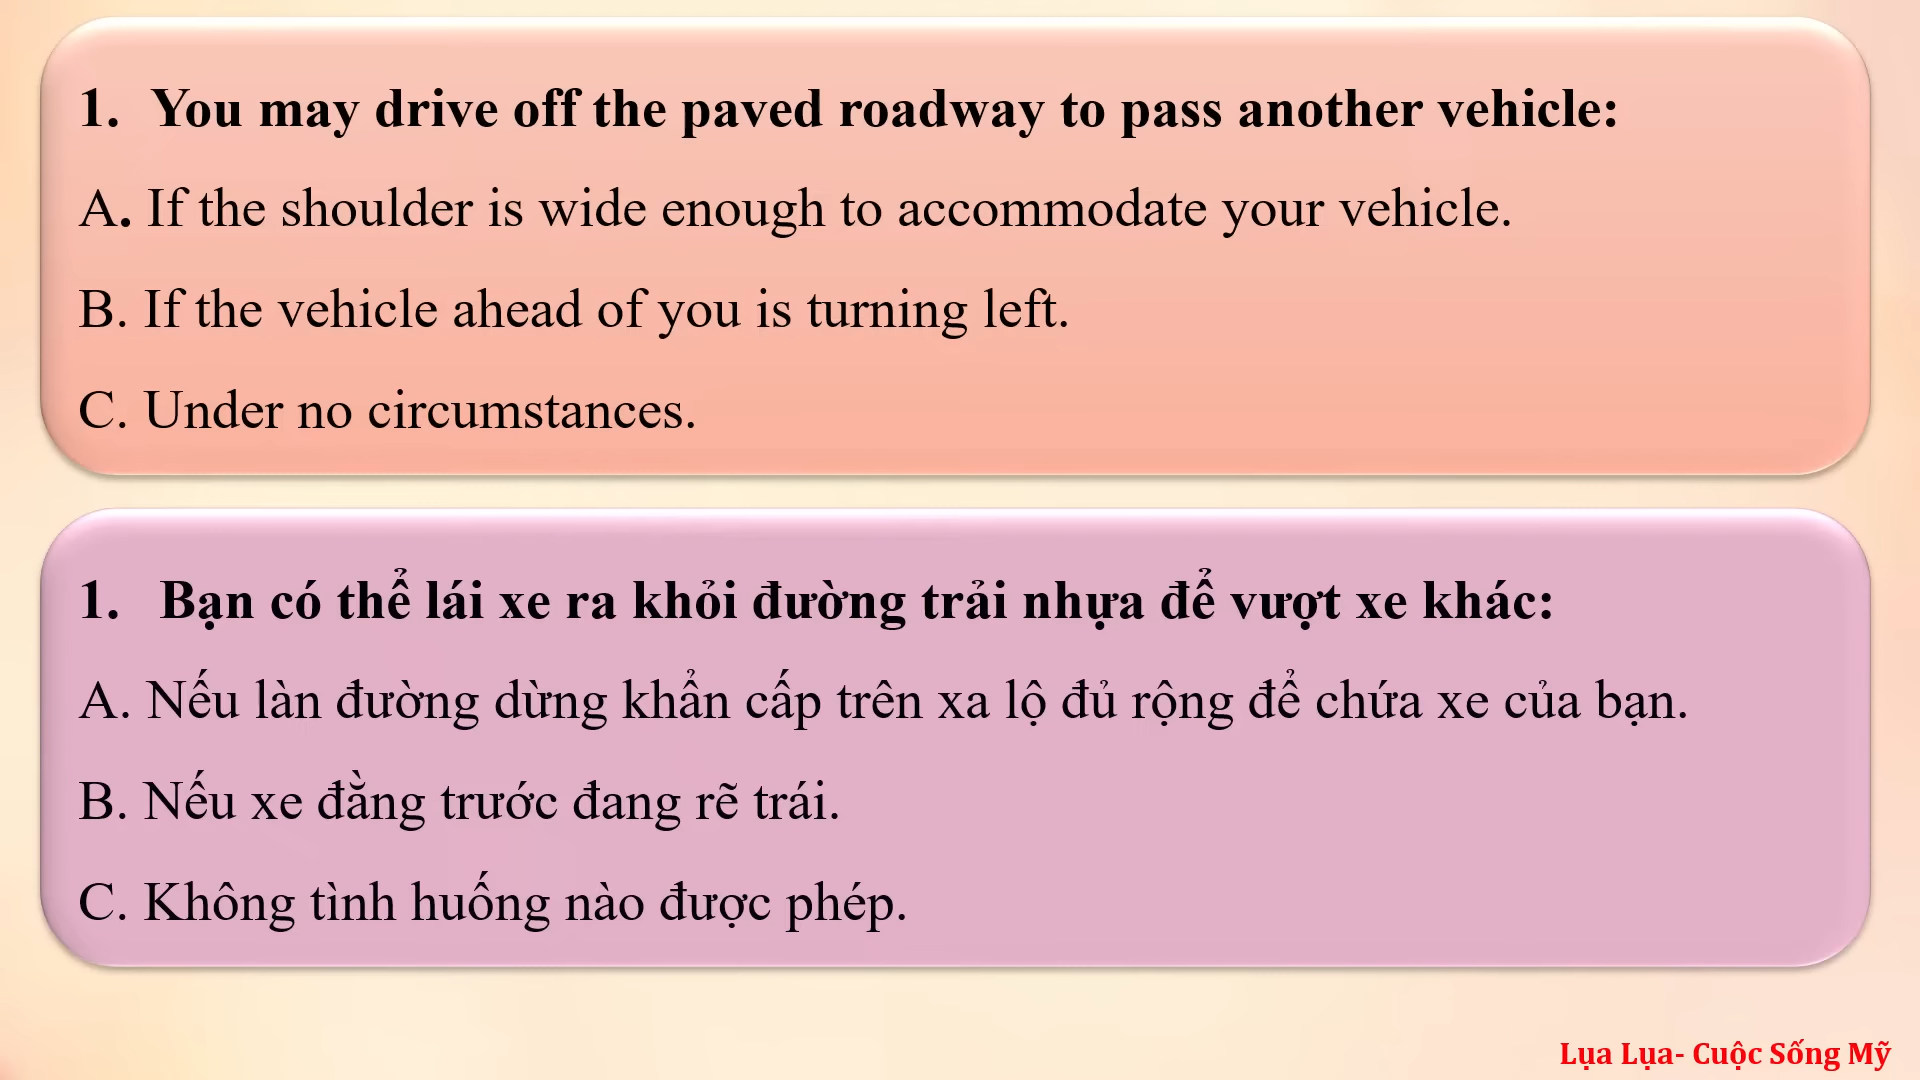 1. You may drive off the paved roadway to pass another vehicle:
A. If the shoulder is wide enough to accommodate your vehicle.
B. If the vehicle ahead of you is turning left.
C. Under no circumstances.
1. Bạn có thể lái xe ra khỏi đường trải nhựa để vượt xe khác:
A. Nếu làn đường dừng khẩn cấp trên xa lộ đủ rộng để chứa xe của bạn.
B. Nếu xe đằng trước đang rẽ trái.
C. Không tình huống nào được phép.
Lụa Lụa- Cuộc Sống Mỹ